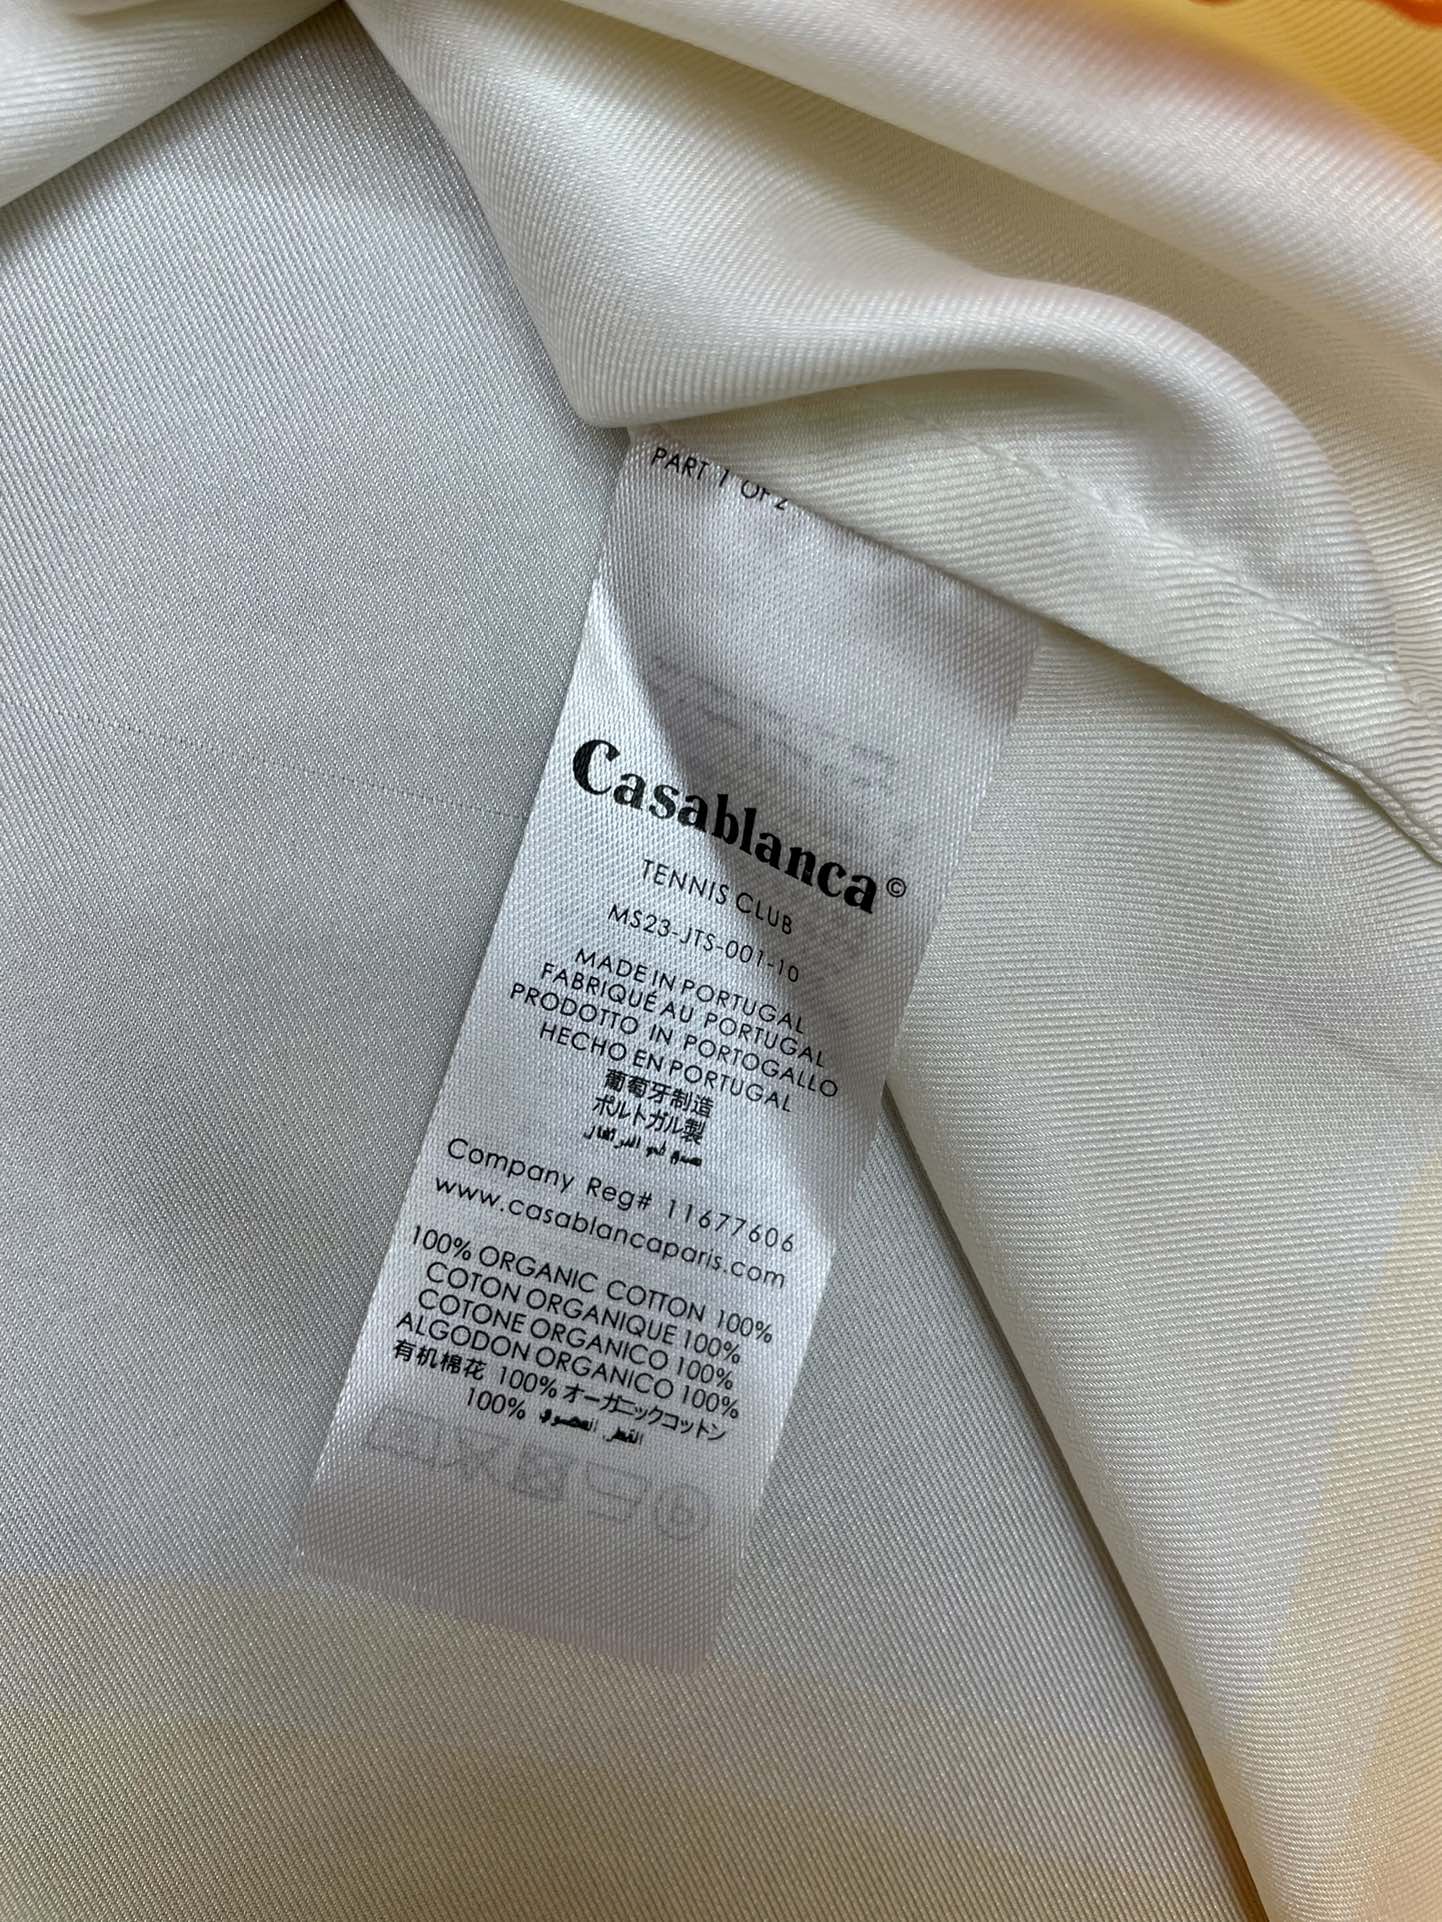 PART 1 OF 2
Casablanca©
TENNIS CLUB
MS23-JTS-001-10
MADE IN PORTUGAL
FABRIQUÉ AU PORTUGAL
PRODOTTO IN PORTOGALLO
HECHO EN PORTUGAL
葡萄牙制造
ポルトガル製
Company Reg# 11677606
www.casablancaparis.com
100% ORGANIC COTTON 100%
COTON ORGANIQUE 100%
COTONE ORGANICO 100%
ALGODON ORGANICO 100%
有机棉花 100% オーガニックコットン
100% القطن العضوي